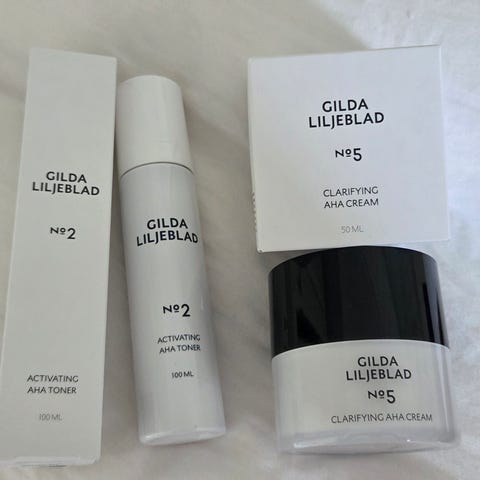 GILDA
LILJEBLAD
Nº2
ACTIVATING
AHA TONER
100 ML
GILDA
LILJEBLAD
Nº2
ACTIVATING
AHA TONER
100 ML
GILDA
LILJEBLAD
Nº5
CLARIFYING
AHA CREAM
50 ML
GILDA
LILJEBLAD
Nº5
CLARIFYING AHA CREAM